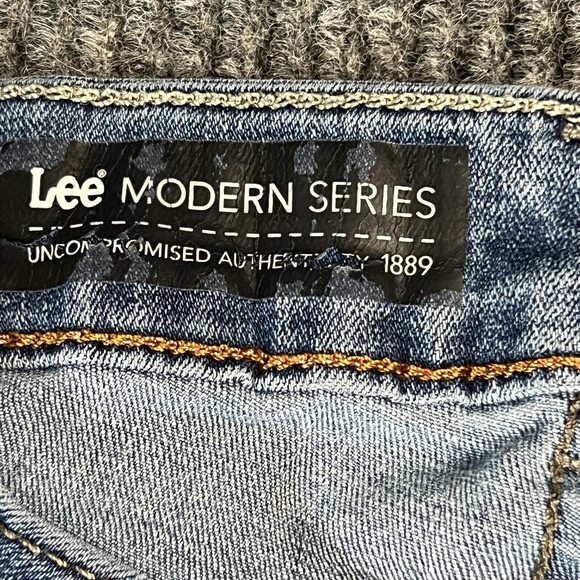 Lee® MODERN SERIES
UNCOMPROMISED AUTHENTICITY 1889